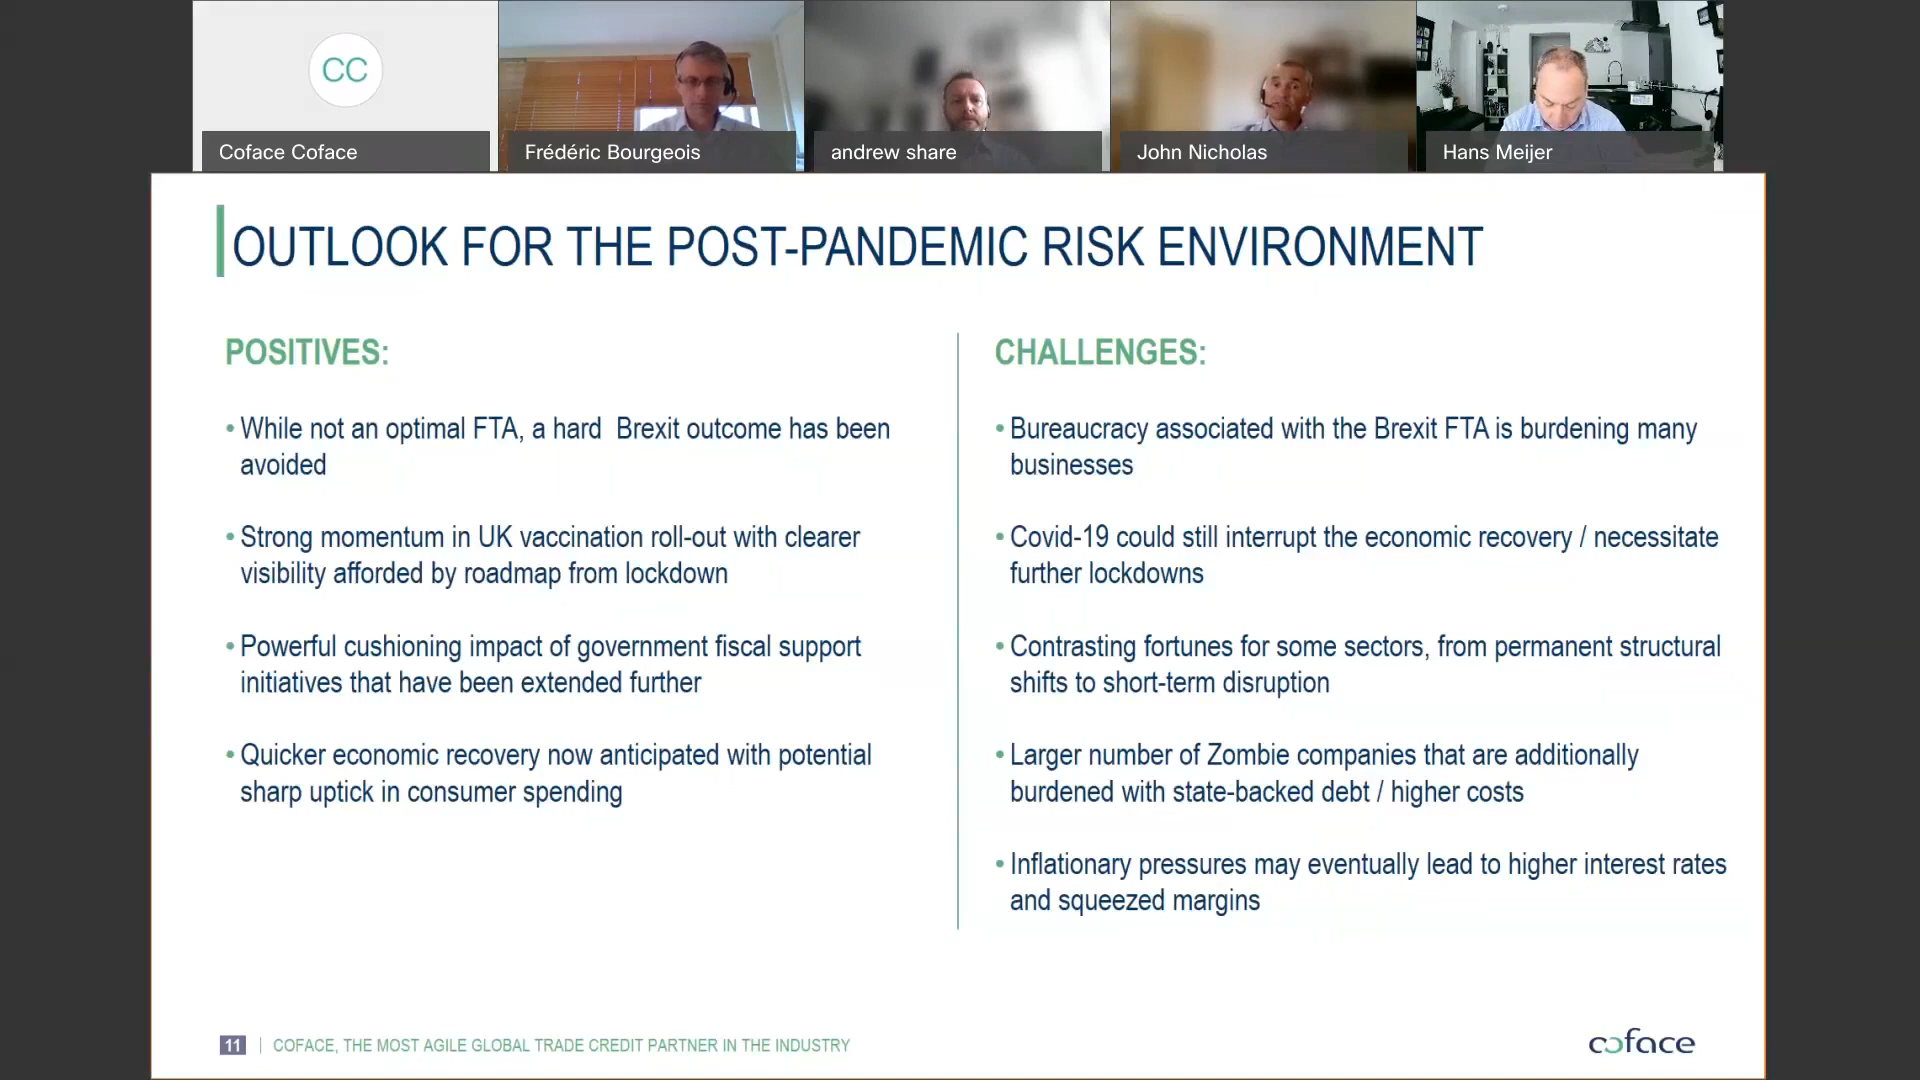 CC
Coface Coface
Frédéric Bourgeois
andrew share
John Nicholas
Hans Meijer
OUTLOOK FOR THE POST-PANDEMIC RISK ENVIRONMENT
POSITIVES:
• While not an optimal FTA, a hard  Brexit outcome has been
avoided
• Strong momentum in UK vaccination roll-out with clearer
visibility afforded by roadmap from lockdown
• Powerful cushioning impact of government fiscal support
initiatives that have been extended further
• Quicker economic recovery now anticipated with potential
sharp uptick in consumer spending
CHALLENGES:
• Bureaucracy associated with the Brexit FTA is burdening many
businesses
• Covid-19 could still interrupt the economic recovery / necessitate
further lockdowns
• Contrasting fortunes for some sectors, from permanent structural
shifts to short-term disruption
• Larger number of Zombie companies that are additionally
burdened with state-backed debt / higher costs
• Inflationary pressures may eventually lead to higher interest rates
and squeezed margins
11 | COFACE, THE MOST AGILE GLOBAL TRADE CREDIT PARTNER IN THE INDUSTRY
coface